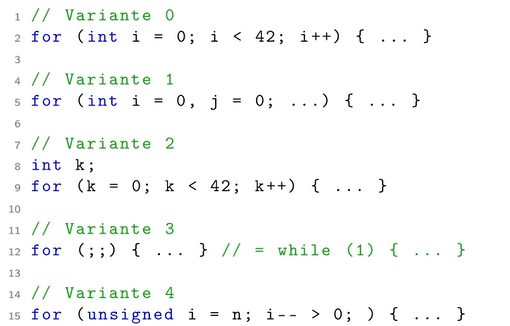 1 // Variante 0
2 for (int i = 0; i < 42; i++) { ... }
3
4 // Variante 1
5 for (int i = 0, j = 0; ...) { ... }
6
7 // Variante 2
8 int k;
9 for (k = 0; k < 42; k++) { ... }
10
11 // Variante 3
12 for (;;) { ... } // = while (1) { ... }
13
14 // Variante 4
15 for (unsigned i = n; i-- > 0; ) { ... }